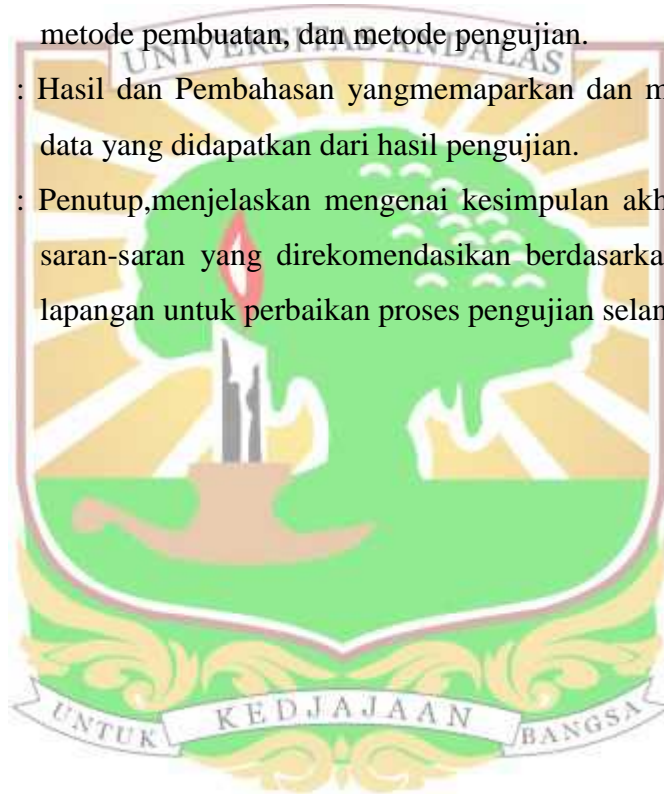 metode pembuatan, dan metode pengujian.
UNIVERSITAS ANDALAS
: Hasil dan Pembahasan yangmemaparkan dan m
data yang didapatkan dari hasil pengujian.
: Penutup,menjelaskan mengenai kesimpulan akh
saran-saran yang direkomendasikan berdasarka
lapangan untuk perbaikan proses pengujian selan
UNTUK KEDJAJAAN BANGSA